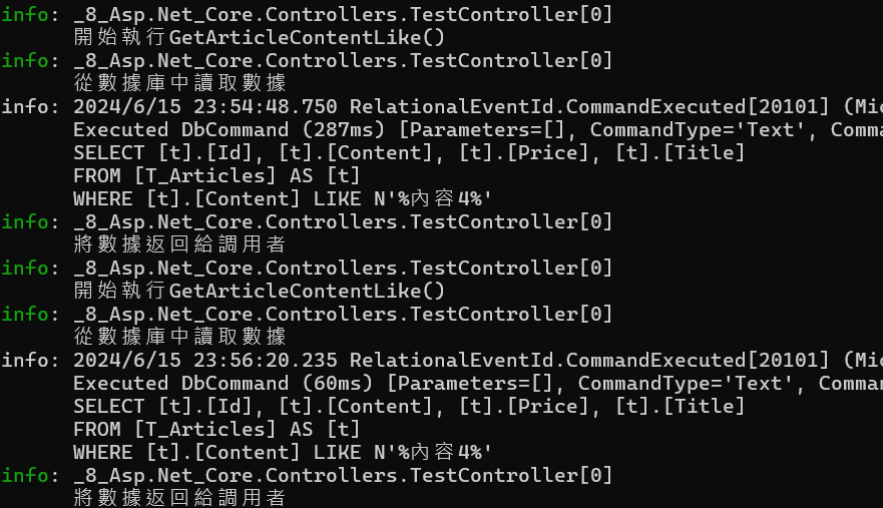 info: _8_Asp.Net_Core.Controllers.TestController[0]
開始執行GetArticleContentLike()
info: _8_Asp.Net_Core.Controllers.TestController[0]
從數據庫中讀取數據
info: 2024/6/15 23:54:48.750 RelationalEventId.CommandExecuted[20101] (Mic
Executed DbCommand (287ms) [Parameters=[], CommandType='Text', Comma
SELECT [t].[Id], [t].[Content], [t].[Price], [t].[Title]
FROM [T_Articles] AS [t]
WHERE [t].[Content] LIKE N'%內容4%'
info: _8_Asp.Net_Core.Controllers.TestController[0]
將數據返回給調用者
info: _8_Asp.Net_Core.Controllers.TestController[0]
開始執行GetArticleContentLike()
info: _8_Asp.Net_Core.Controllers.TestController[0]
從數據庫中讀取數據
info: 2024/6/15 23:56:20.235 RelationalEventId.CommandExecuted[20101] (Mic
Executed DbCommand (60ms) [Parameters=[], CommandType='Text', Comman
SELECT [t].[Id], [t].[Content], [t].[Price], [t].[Title]
FROM [T_Articles] AS [t]
WHERE [t].[Content] LIKE N'%內容4%'
info: _8_Asp.Net_Core.Controllers.TestController[0]
將數據返回給調用者